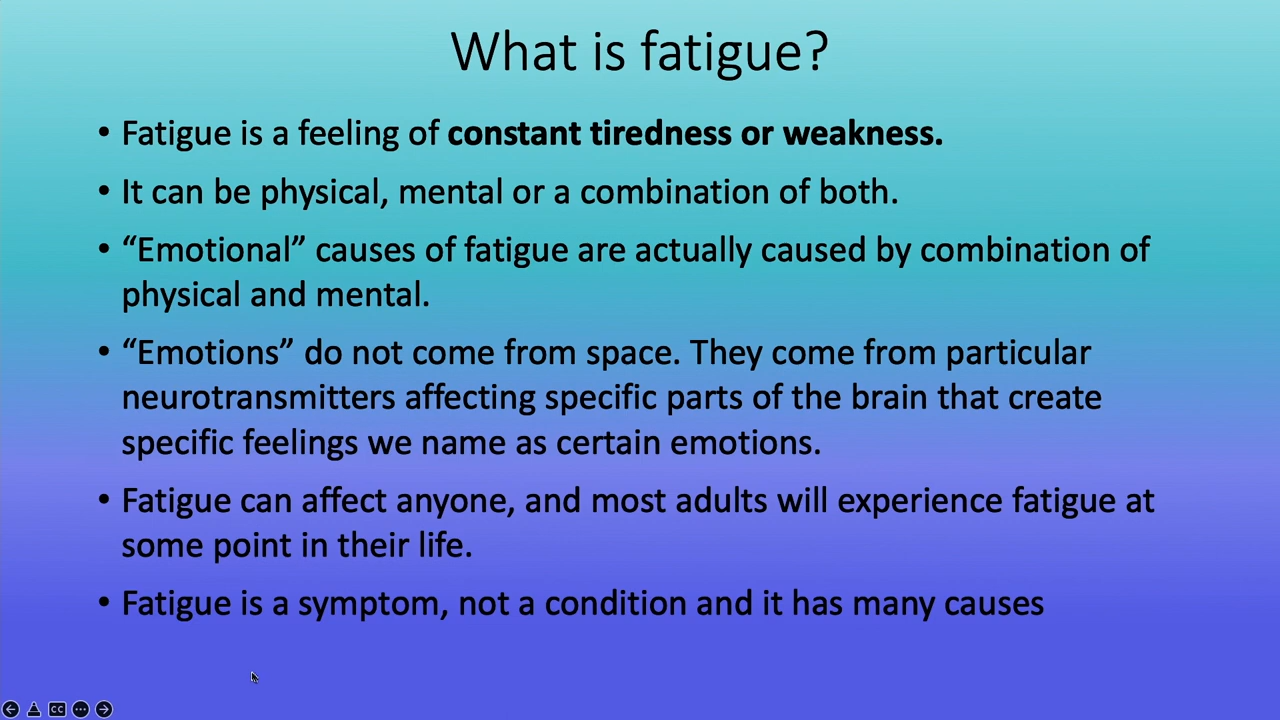 What is fatigue?
• Fatigue is a feeling of constant tiredness or weakness.
• It can be physical, mental or a combination of both.
• “Emotional” causes of fatigue are actually caused by combination of
physical and mental.
• “Emotions” do not come from space. They come from particular
neurotransmitters affecting specific parts of the brain that create
specific feelings we name as certain emotions.
• Fatigue can affect anyone, and most adults will experience fatigue at
some point in their life.
• Fatigue is a symptom, not a condition and it has many causes
CC